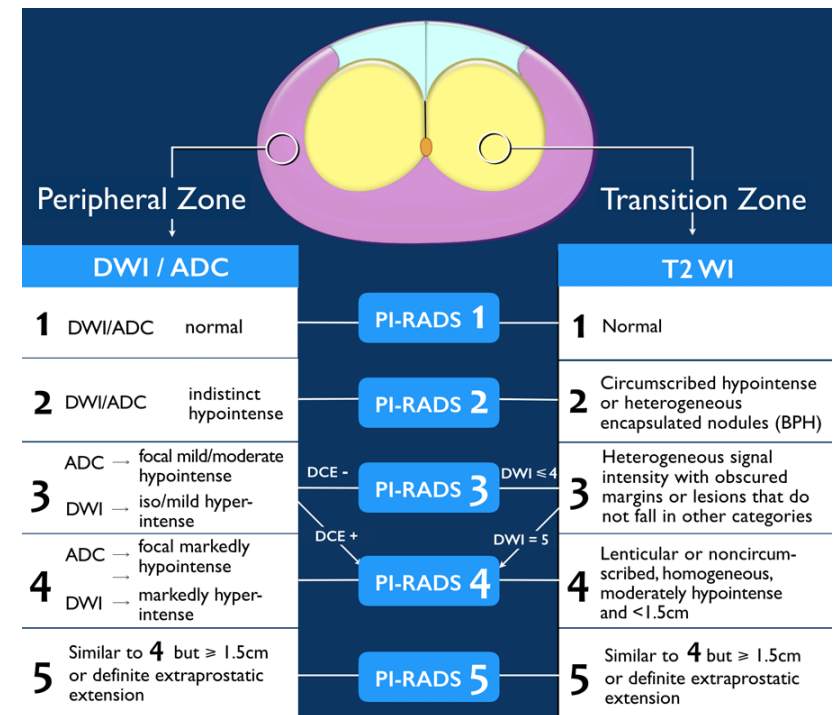 Peripheral Zone
Transition Zone
DWI / ADC
T2 WI
1 DWI/ADC normal
PI-RADS 1
1 Normal
2 DWI/ADC indistinct
hypointense
PI-RADS 2
2 Circumscribed hypointense
or heterogeneous
encapsulated nodules (BPH)
3 ADC → focal mild/moderate
hypointense
DWI → iso/mild hyper-
intense
DCE -
PI-RADS 3
DWI ≤ 4
DCE +
DWI = 5
3 Heterogeneous signal
intensity with obscured
margins or lesions that do
not fall in other categories
4 ADC → focal markedly
hypointense
→
DWI → markedly hyper-
intense
PI-RADS 4
4 Lenticular or noncircum-
scribed, homogeneous,
moderately hypointense
and <1.5cm
5 Similar to 4 but ≥ 1.5cm
or definite extraprostatic
extension
PI-RADS 5
5 Similar to 4 but ≥ 1.5cm
or definite extraprostatic
extension